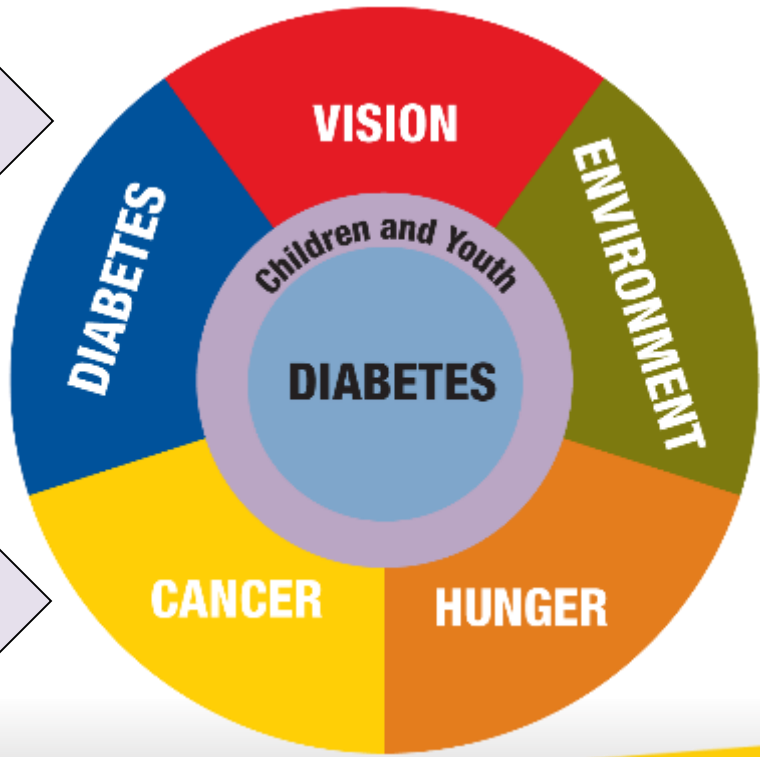 VISION
ENVIRONMENT
DIABETES
Children and Youth
DIABETES
CANCER
HUNGER